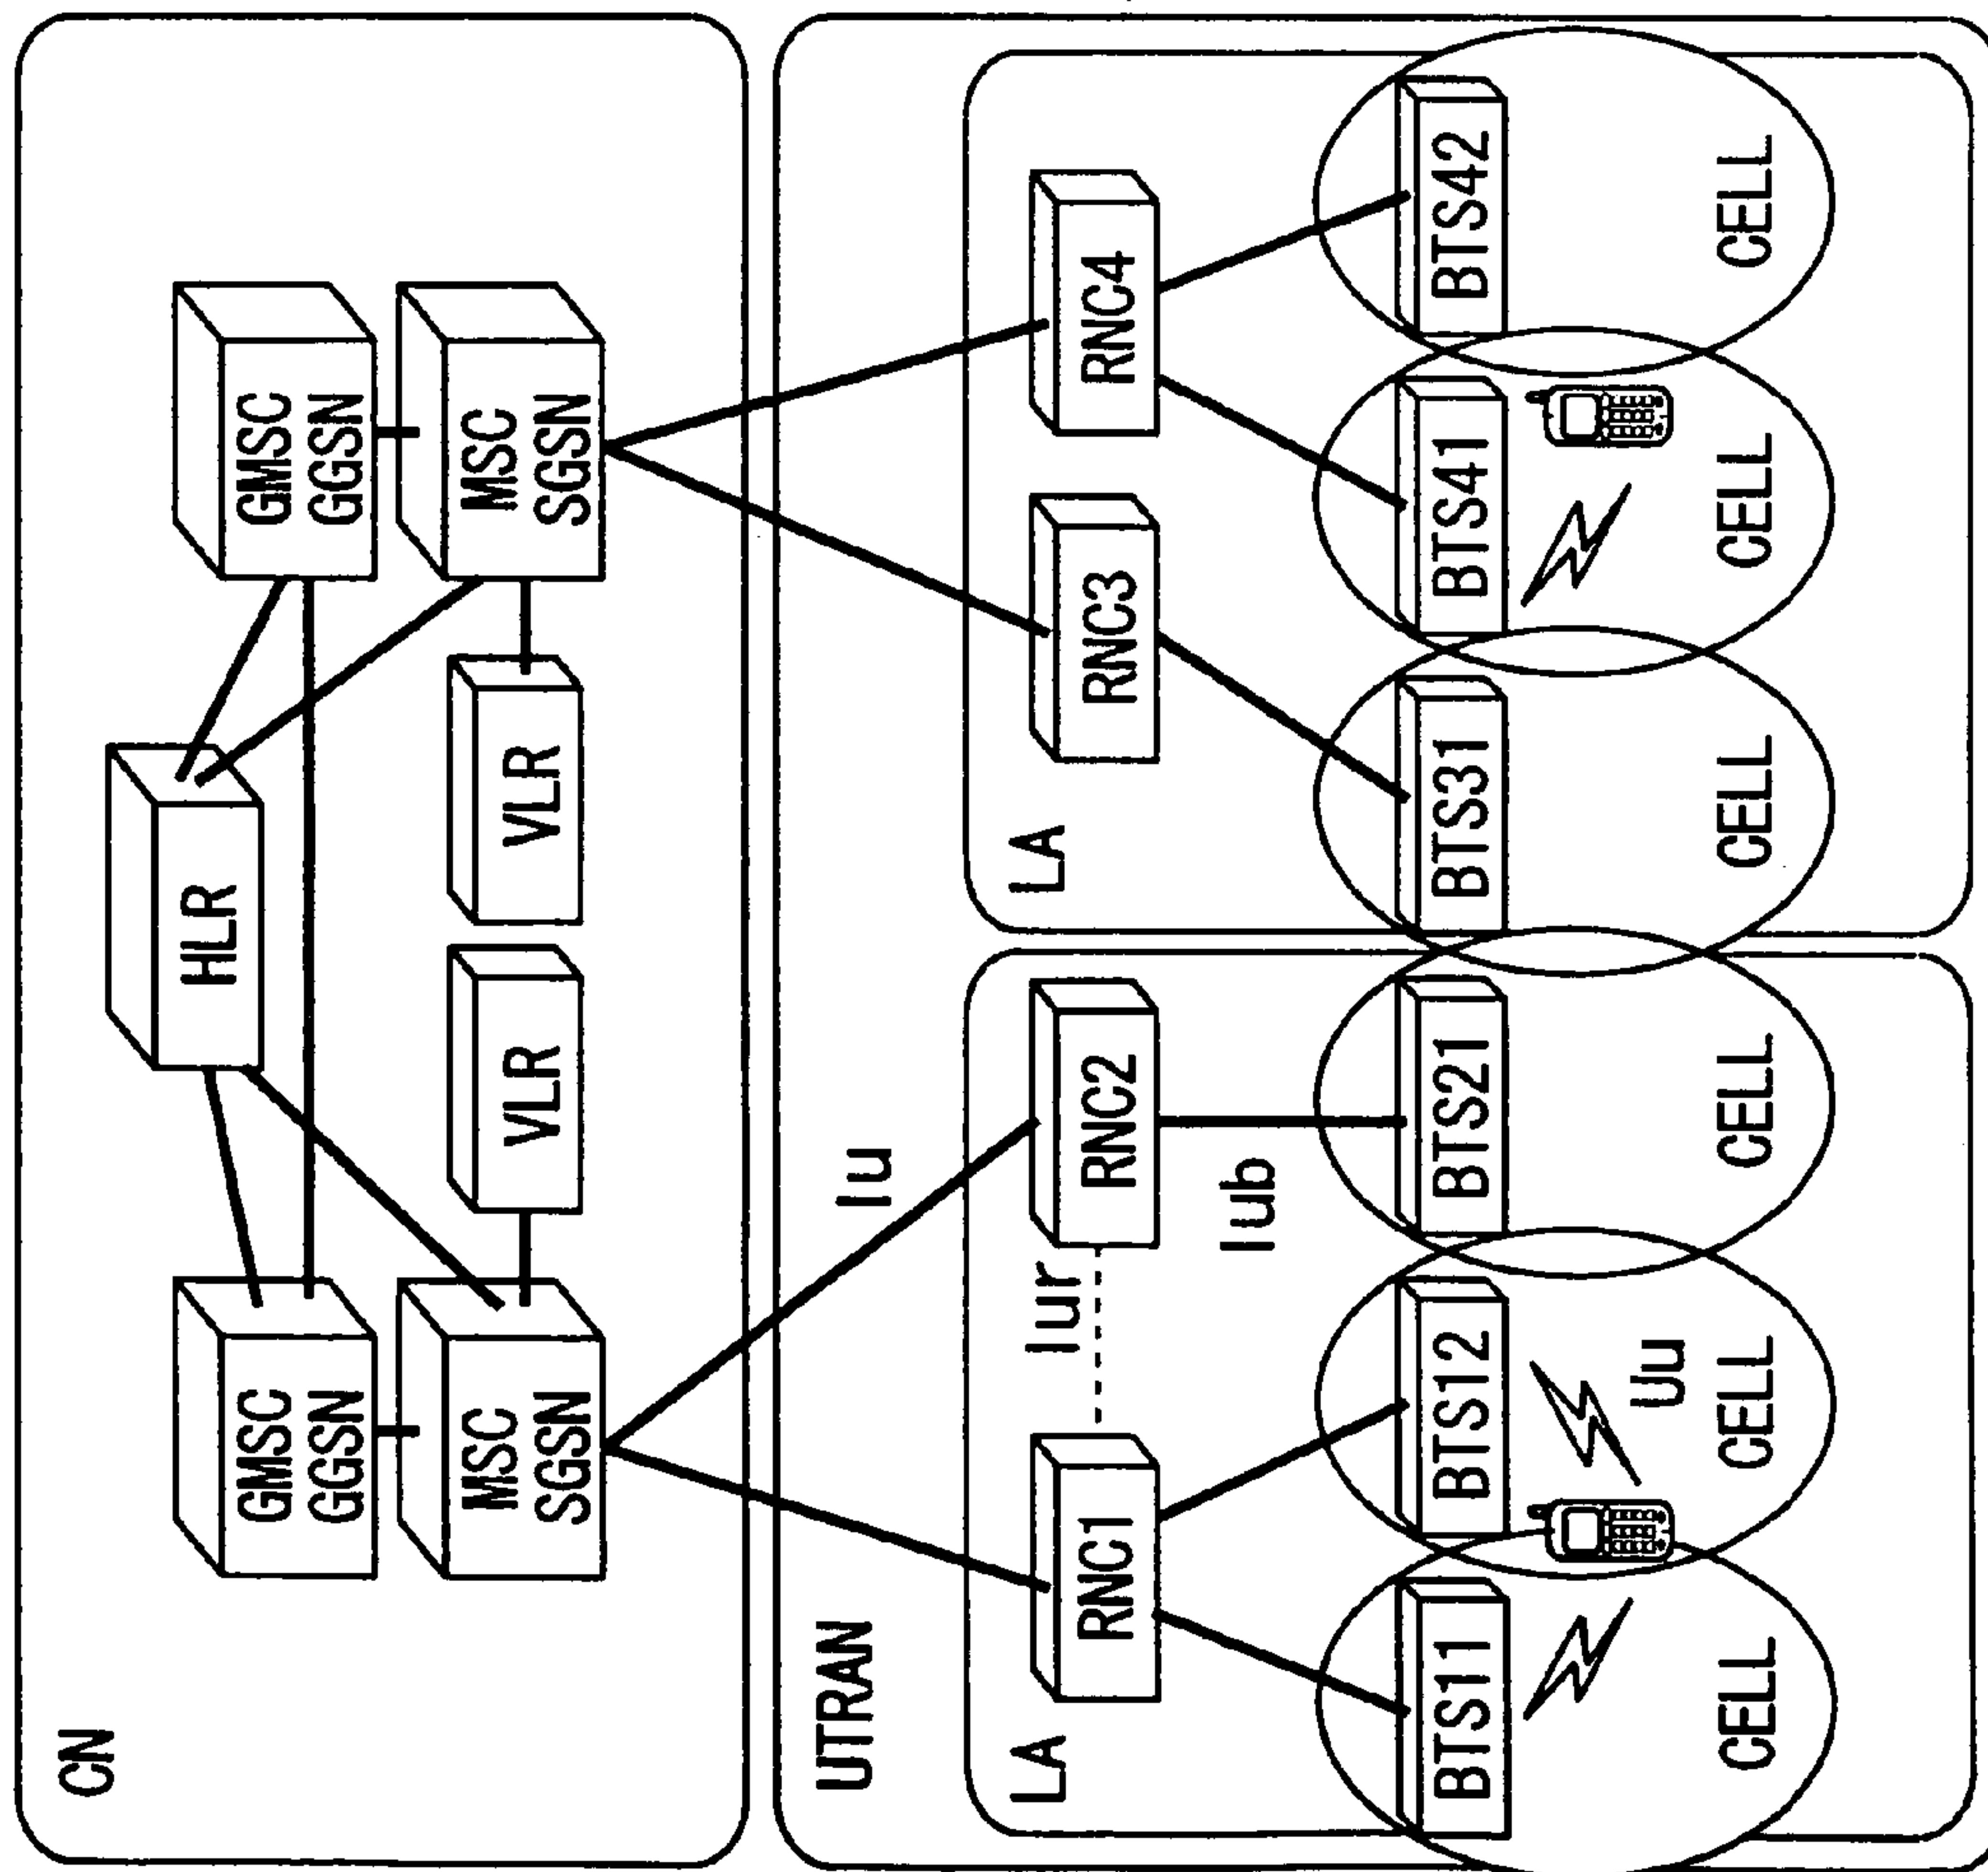 CN
HLR
GMSC
GGSN
GMSC
GGSN
MSC
SGSN
VLR
VLR
MSC
SGSN
UTRAN
Iu
LA
RNC1
Iur
RNC2
Iub
LA
RNC3
RNC4
BTS11
BTS12
BTS21
BTS31
BTS41
BTS42
Uu
CELL
CELL
CELL
CELL
CELL
CELL